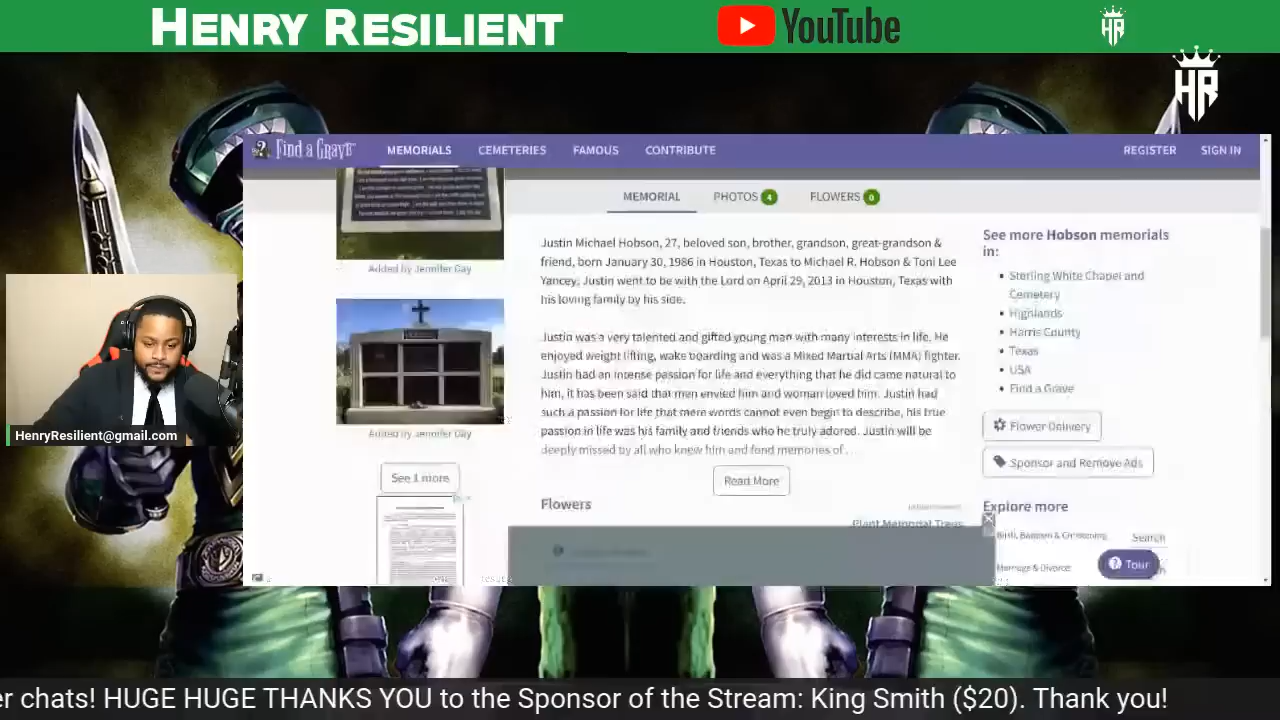 HENRY RESILIENT
YouTube
HR
HR
Find a Grave
MEMORIALS
CEMETERIES
FAMOUS
CONTRIBUTE
REGISTER
SIGN IN
MEMORIAL
PHOTOS 4
FLOWERS 0
Added by Jennifer Day
Added by Jennifer Day
See 1 more
Justin Michael Hobson, 27, beloved son, brother, grandson, great-grandson &
friend, born January 30, 1986 in Houston, Texas to Michael R. Hobson & Toni Lee
Yancey, Justin went to be with the Lord on April 29, 2013 in Houston, Texas with
his loving family by his side.
Justin was a very talented and gifted young man with many interests in life. He
enjoyed weight lifting, wake boarding and was a Mixed Martial Arts (MMA) fighter.
Justin had an intense passion for life and everything that he did came natural to
him, it has been said that men envied him and woman loved him. Justin had
such a passion for life that mere words cannot even begin to describe, his true
passion in life was his family and friends who he truly adored. Justin will be
deeply missed by all who knew him and fond memories of ...
Read More
Flowers
Plant Memorial Trees
See more Hobson memorials
in:
Sterling White Chapel and
Cemetery
Highlands
Harris County
Texas
USA
Find a Grave
Flower Delivery
Sponsor and Remove Ads
Explore more
Birth, Baptism & Christening
Search
Marriage & Divorce
Tour
HenryResilient@gmail.com
er chats! HUGE HUGE THANKS YOU to the Sponsor of the Stream: King Smith ($20). Thank you!